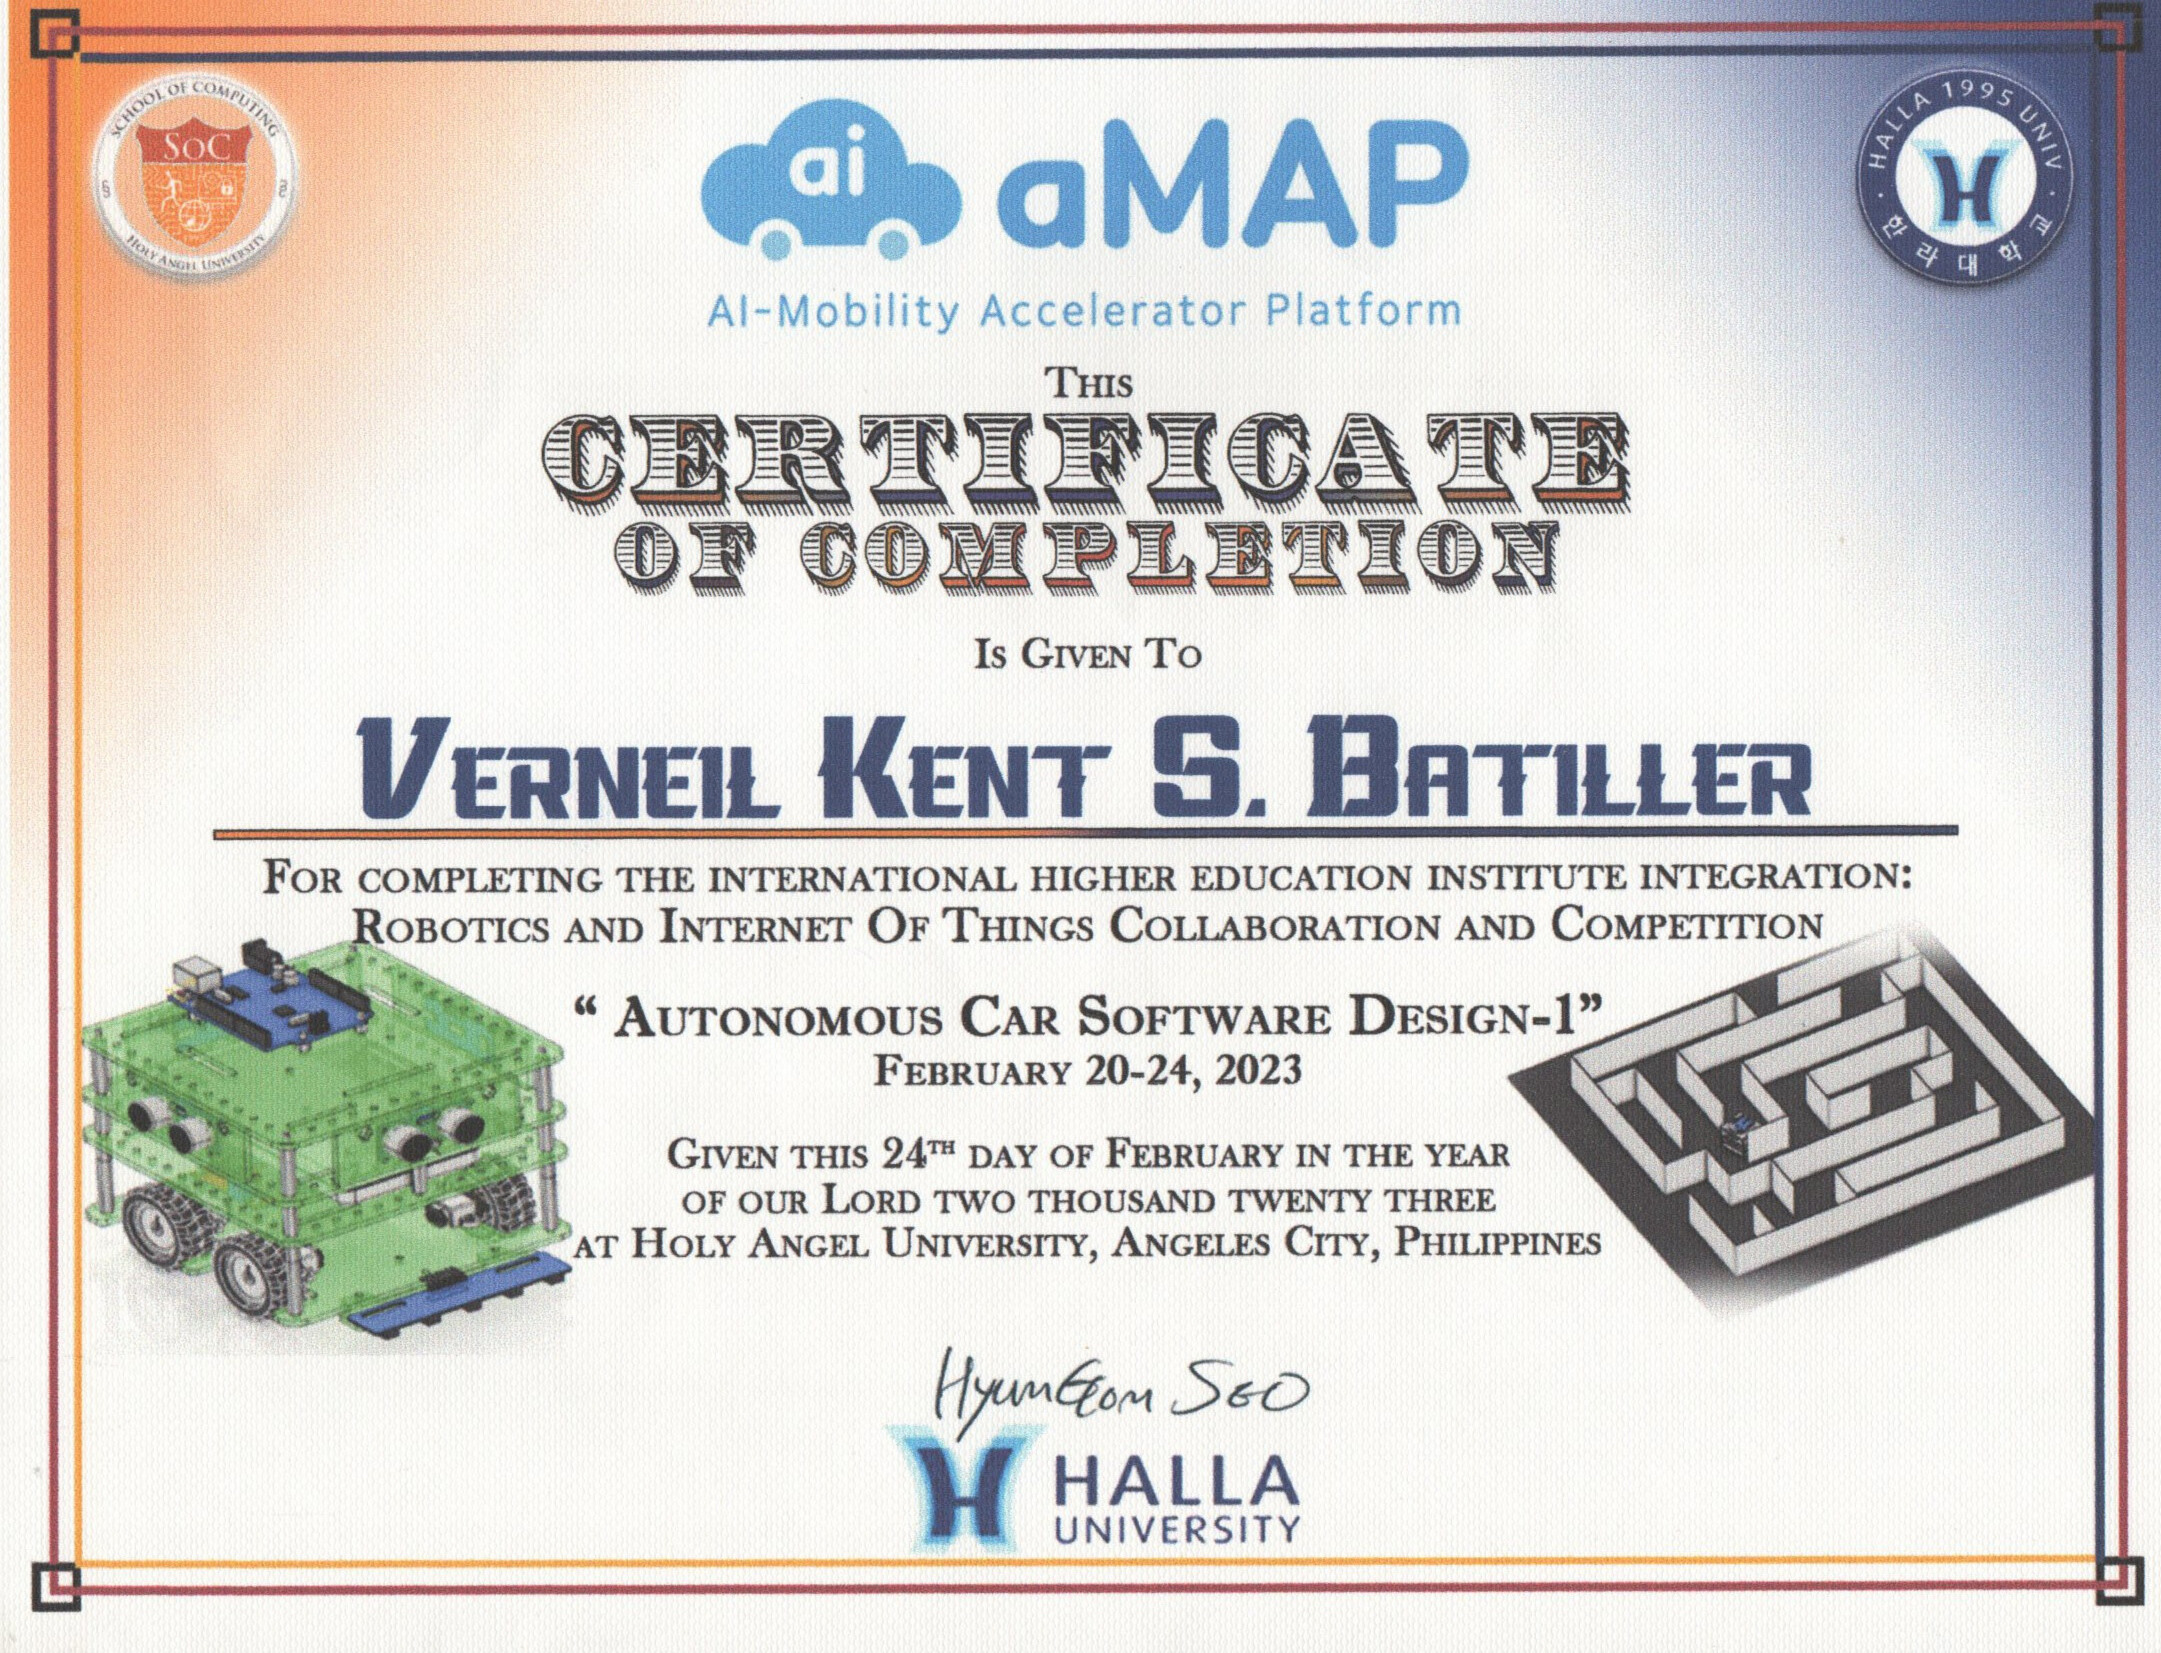 SCHOOL OF COMPUTING
SOC
HOLY ANGEL UNIVERSITY
ai aMAP
AI-Mobility Accelerator Platform
HALLA 1995 UNIV
한라대학교
THIS
CERTIFICATE
OF COMPLETION
IS GIVEN TO
VERNEIL KENT S. BATILLER
FOR COMPLETING THE INTERNATIONAL HIGHER EDUCATION INSTITUTE INTEGRATION:
ROBOTICS AND INTERNET OF THINGS COLLABORATION AND COMPETITION
“ AUTONOMOUS CAR SOFTWARE DESIGN-1”
FEBRUARY 20-24, 2023
GIVEN THIS 24TH DAY OF FEBRUARY IN THE YEAR
OF OUR LORD TWO THOUSAND TWENTY THREE
AT HOLY ANGEL UNIVERSITY, ANGELES CITY, PHILIPPINES
HyunEom SEO
HALLA
UNIVERSITY